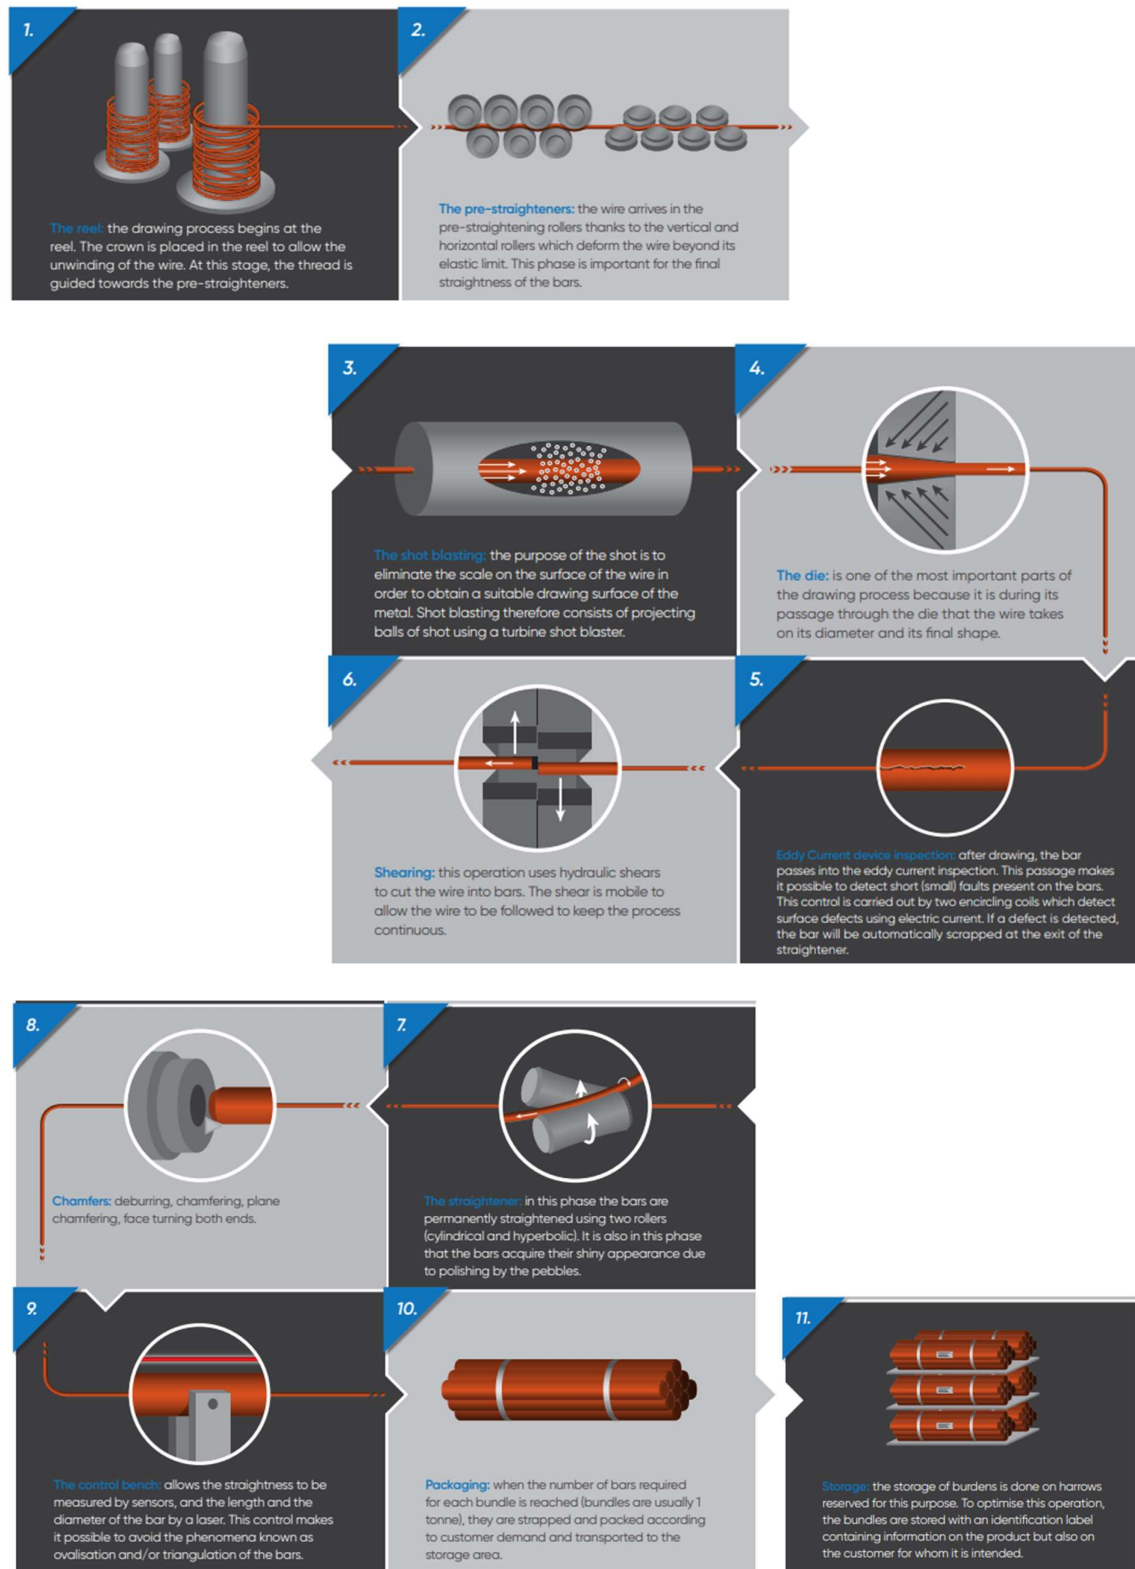 1.
The reel: the drawing process begins at the
reel. The crown is placed in the reel to allow the
unwinding of the wire. At this stage, the thread is
guided towards the pre-straighteners.
2.
The pre-straighteners: the wire arrives in the
pre-straightening rollers thanks to the vertical and
horizontal rollers which deform the wire beyond its
elastic limit. This phase is important for the final
straightness of the bars.
3.
The shot blasting: the purpose of the shot is to
eliminate the scale on the surface of the wire in
order to obtain a suitable drawing surface of the
metal. Shot blasting therefore consists of projecting
balls of shot using a turbine shot blaster.
4.
The die: is one of the most important parts of
the drawing process because it is during its
passage through the die that the wire takes
on its diameter and its final shape.
5.
Eddy Current device inspection: after drawing, the bar
passes into the eddy current inspection. This passage makes
it possible to detect short (small) faults present on the bars.
This control is carried out by two encircling coils which detect
surface defects using electric current. If a defect is detected,
the bar will be automatically scrapped at the exit of the
straightener.
6.
Shearing: this operation uses hydraulic shears
to cut the wire into bars. The shear is mobile to
allow the wire to be followed to keep the process
continuous.
7.
The straightener: in this phase the bars are
permanently straightened using two rollers
(cylindrical and hyperbolic). It is also in this phase
that the bars acquire their shiny appearance due
to polishing by the pebbles.
8.
Chamfers: deburring, chamfering, plane
chamfering, face turning both ends.
9.
The control bench: allows the straightness to be
measured by sensors, and the length and the
diameter of the bar by a laser. This control makes
it possible to avoid the phenomena known as
ovalisation and/or triangulation of the bars.
10.
Packaging: when the number of bars required
for each bundle is reached (bundles are usually 1
tonne), they are strapped and packed according
to customer demand and transported to the
storage area.
11.
Storage: the storage of burdens is done on harrows
reserved for this purpose. To optimise this operation,
the bundles are stored with an identification label
containing information on the product but also on
the customer for whom it is intended.